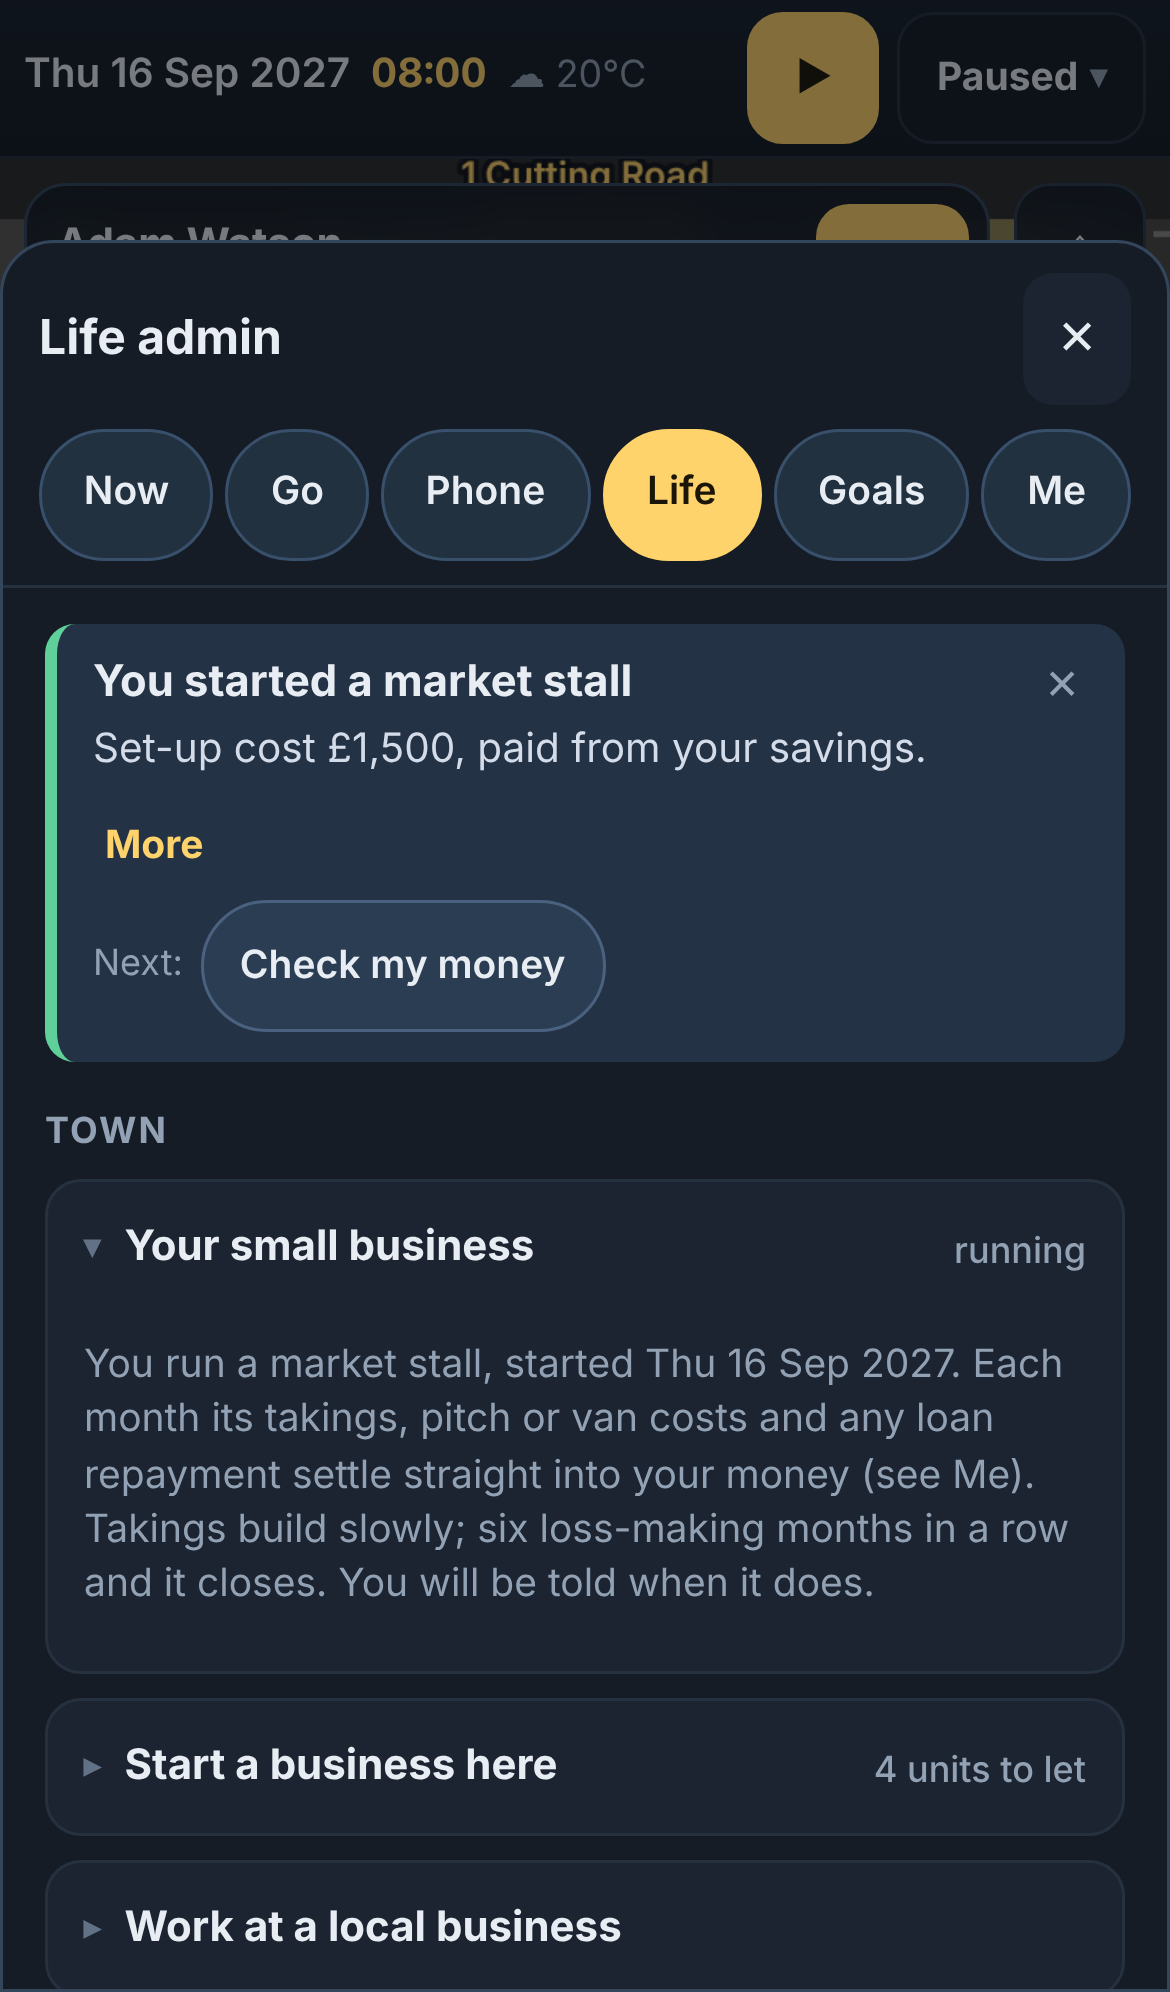 Thu 16 Sep 2027 08:00 ☁ 20°C
Paused ▾
1 Cutting Road
Adam Watson
Life admin
Now Go Phone Life Goals Me
You started a market stall
Set-up cost £1,500, paid from your savings.
More
Next: Check my money
TOWN
Your small business running
You run a market stall, started Thu 16 Sep 2027. Each
month its takings, pitch or van costs and any loan
repayment settle straight into your money (see Me).
Takings build slowly; six loss-making months in a row
and it closes. You will be told when it does.
Start a business here 4 units to let
Work at a local business